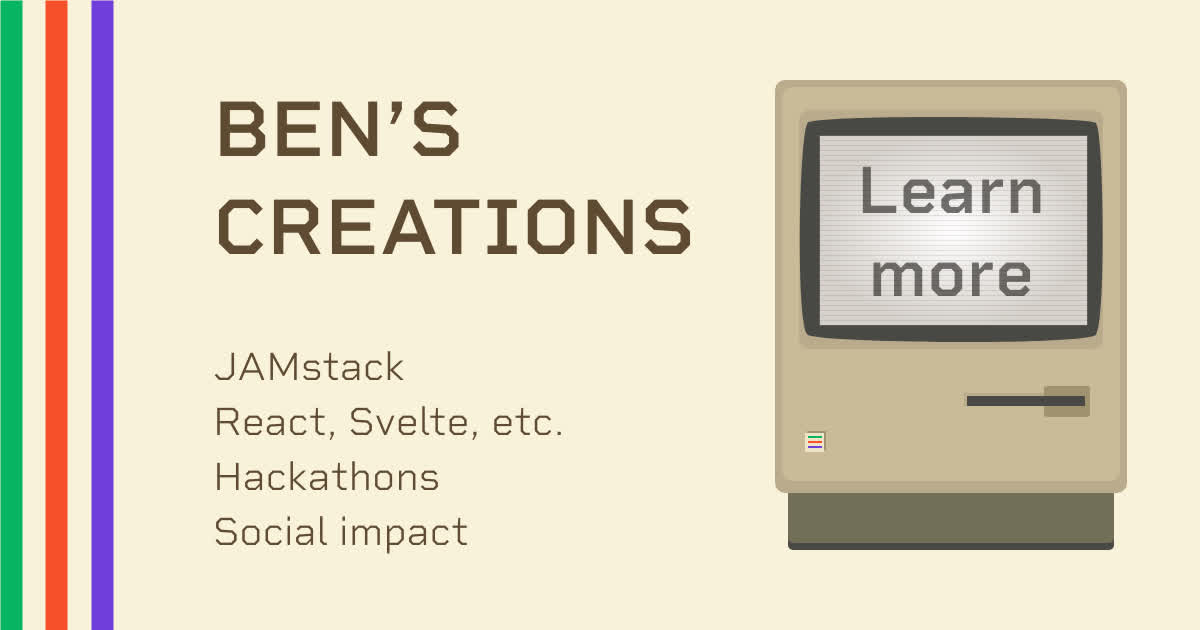 BEN’S
CREATIONS
JAMstack
React, Svelte, etc.
Hackathons
Social impact
Learn
more